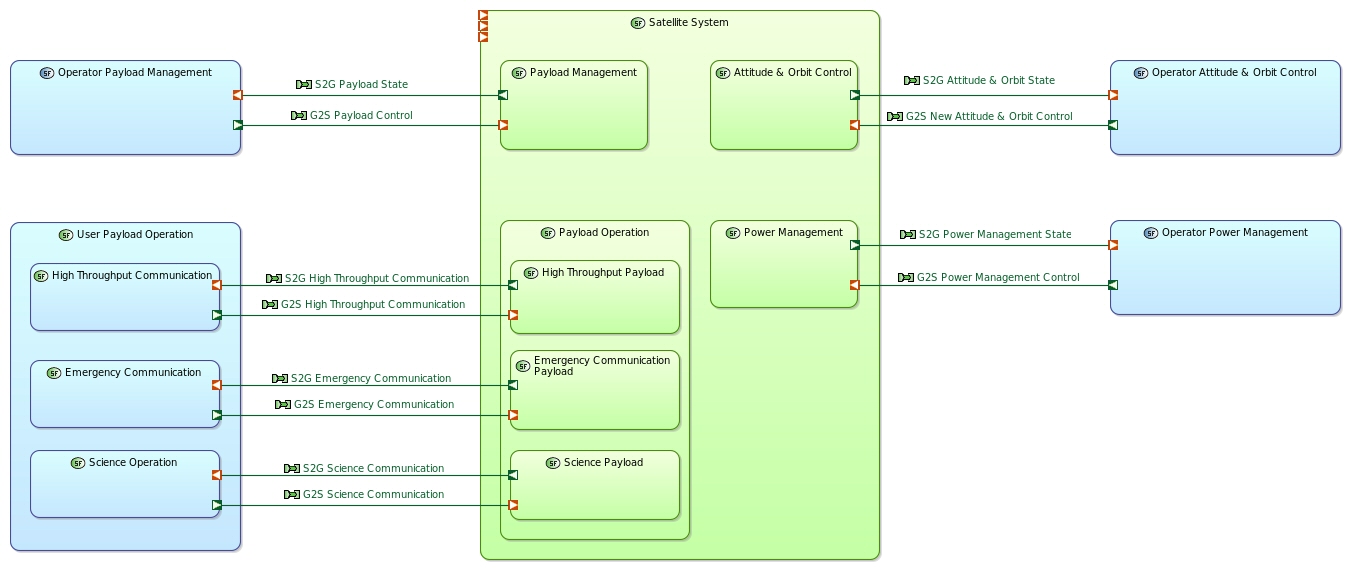 SF Satellite System
SF Operator Payload Management
S2G Payload State
G2S Payload Control
SF Payload Management
SF Attitude & Orbit Control
S2G Attitude & Orbit State
G2S New Attitude & Orbit Control
SF Operator Attitude & Orbit Control
SF User Payload Operation
SF High Throughput Communication
S2G High Throughput Communication
G2S High Throughput Communication
SF Emergency Communication
S2G Emergency Communication
G2S Emergency Communication
SF Science Operation
S2G Science Communication
G2S Science Communication
SF Payload Operation
SF High Throughput Payload
SF Emergency Communication
Payload
SF Science Payload
SF Power Management
S2G Power Management State
G2S Power Management Control
SF Operator Power Management